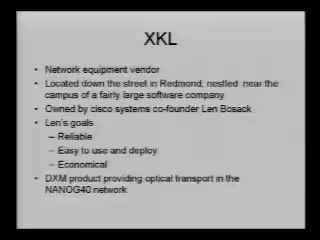 XKL
• Network equipment vendor
• Located down the street in Redmond, nestled near the
campus of a fairly large software company
• Owned by cisco systems co-founder Len Bosack
• Len's goals
– Reliable
– Easy to use and deploy
– Economical
• DXM product providing optical transport in the
NANOG40 network